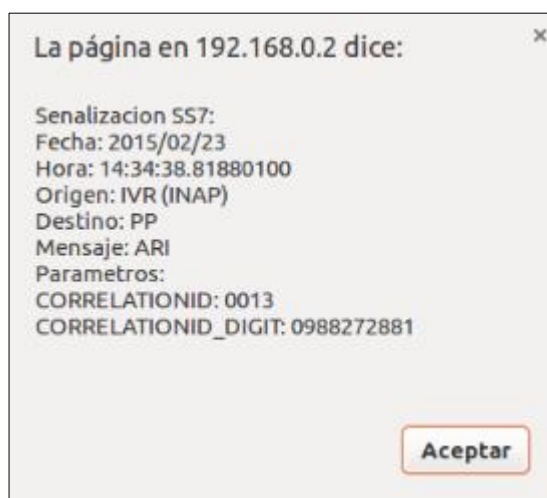 La página en 192.168.0.2 dice:
Senalizacion SS7:
Fecha: 2015/02/23
Hora: 14:34:38.81880100
Origen: IVR (INAP)
Destino: PP
Mensaje: ARI
Parametros:
CORRELATIONID: 0013
CORRELATIONID_DIGIT: 0988272881
Aceptar